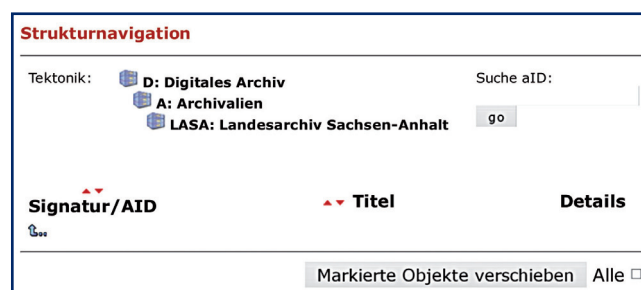 Strukturnavigation
Tektonik: D: Digitales Archiv Suche aID:
A: Archivalien
LASA: Landesarchiv Sachsen-Anhalt go
Signatur/AID Titel Details
Markierte Objekte verschieben Alle